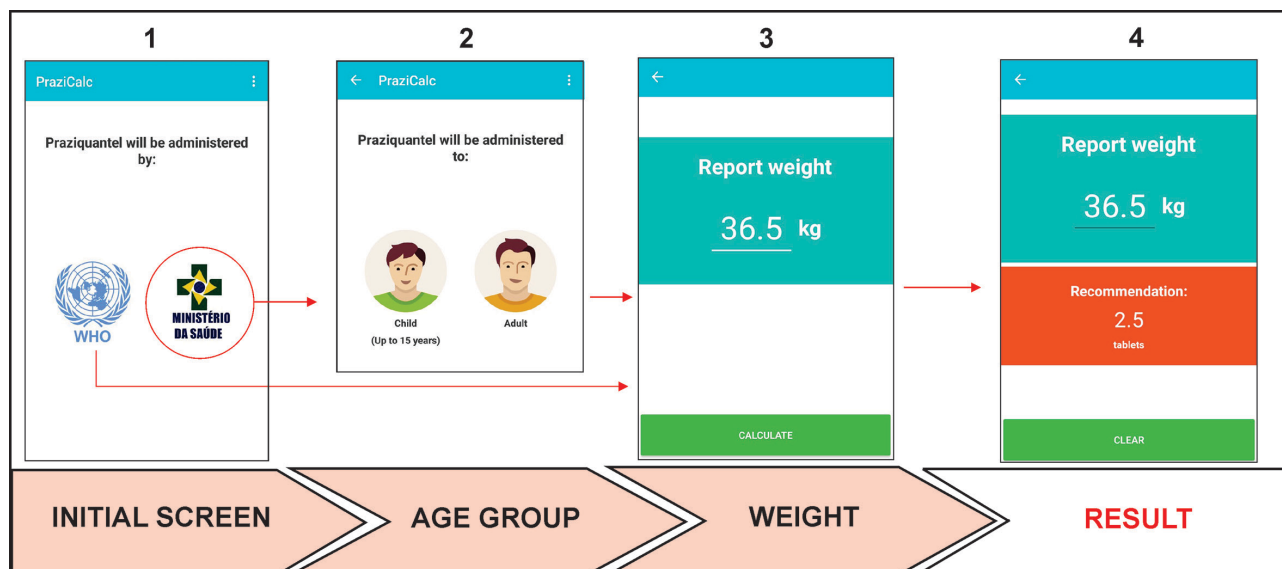 1
PraziCalc
Praziquantel will be administered
by:
WHO
MINISTÉRIO
DA SAÚDE
2
PraziCalc
Praziquantel will be administered
to:
Child
(Up to 15 years)
Adult
3
Report weight
36.5 kg
CALCULATE
4
Report weight
36.5 kg
Recommendation:
2.5
tablets
CLEAR
INITIAL SCREEN
AGE GROUP
WEIGHT
RESULT